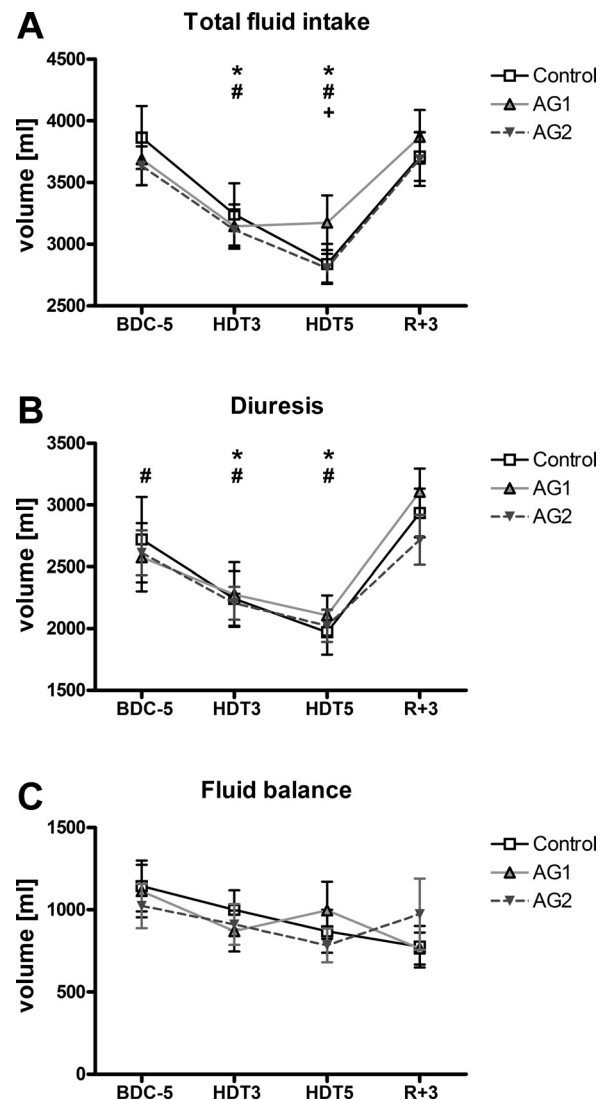 A
Total fluid intake
4500
4000
3500
3000
2500
volume [ml]
* *
# #
+
BDC-5 HDT3 HDT5 R+3
Control
AG1
AG2
B
Diuresis
3500
3000
2500
2000
1500
volume [ml]
* *
# # #
BDC-5 HDT3 HDT5 R+3
Control
AG1
AG2
C
Fluid balance
1500
1000
500
0
volume [ml]
BDC-5 HDT3 HDT5 R+3
Control
AG1
AG2